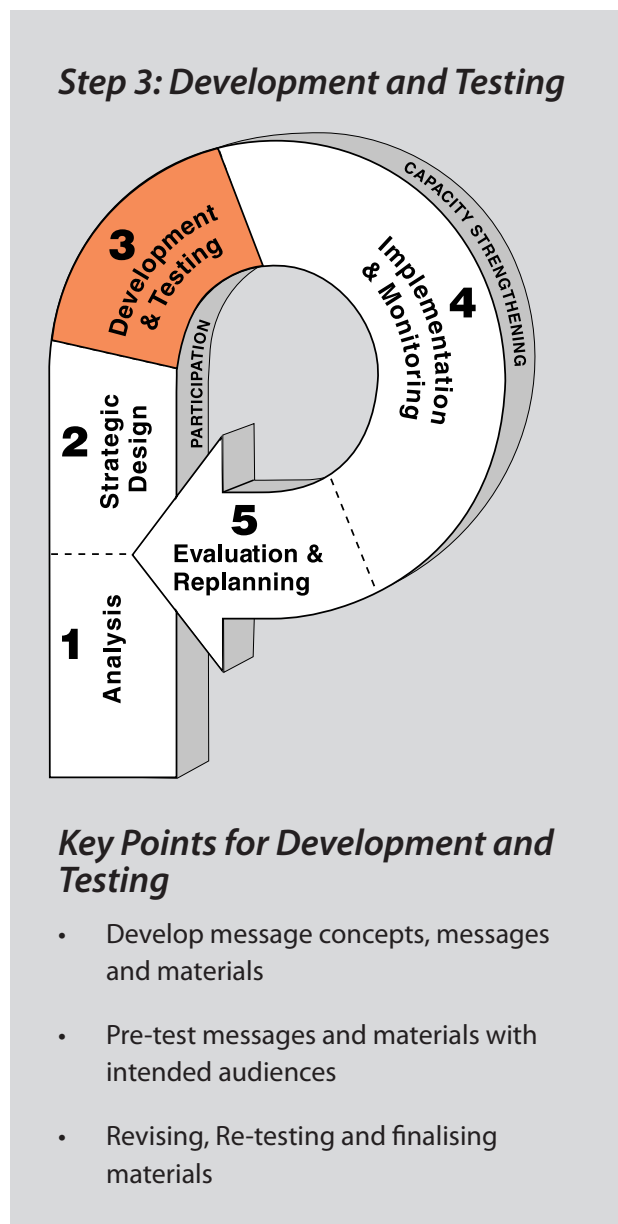 Step 3: Development and Testing
CAPACITY STRENGTHENING
3
Development
& Testing
Implementation
& Monitoring
4
PARTICIPATION
2
Strategic
Design
5
Evaluation &
Replanning
1
Analysis
Key Points for Development and
Testing
• Develop message concepts, messages
and materials
• Pre-test messages and materials with
intended audiences
• Revising, Re-testing and finalising
materials